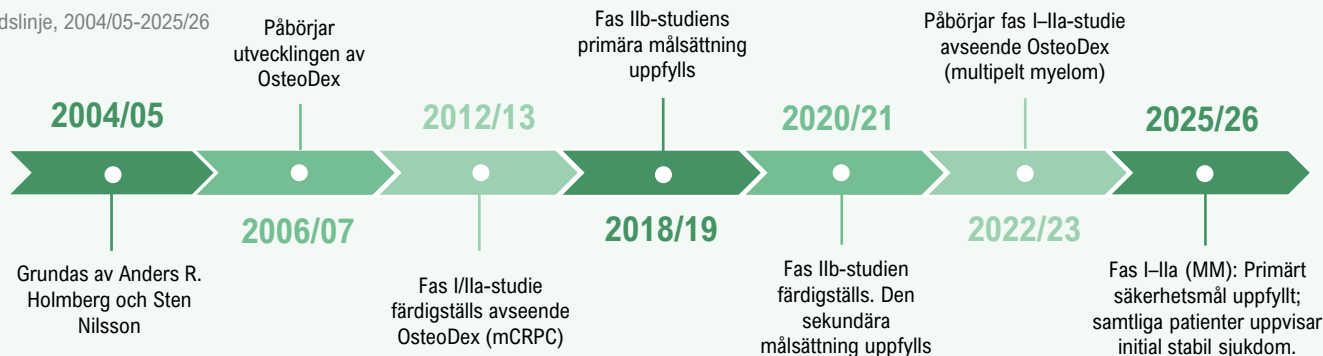 2004/05-2025/26
Påbörjar
utvecklingen av
OsteoDex
Fas IIb-studiens
primära målsättning
uppfylls
Påbörjar fas I–IIa-studie
avseende OsteoDex
(multipelt myelom)
2004/05
2012/13
2020/21
2025/26
2006/07
2018/19
2022/23
Grundas av Anders R.
Holmberg och Sten
Nilsson
Fas I/IIa-studie
färdigställs avseende
OsteoDex (mCRPC)
Fas IIb-studien
färdigställs. Den
sekundära
målsättning uppfylls
Fas I–IIa (MM): Primärt
säkerhetsmål uppfyllt;
samtliga patienter uppvisar
initial stabil sjukdom.